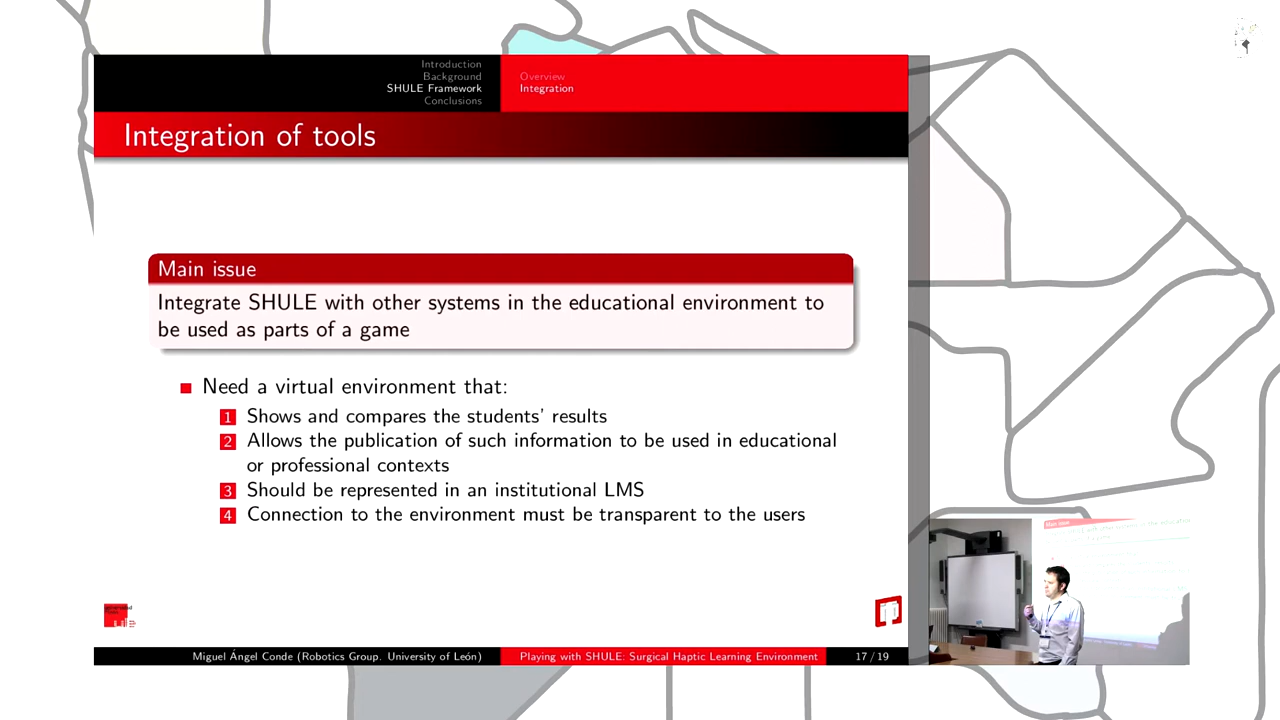 Introduction
Background
SHULE Framework
Conclusions
Overview
Integration
Integration of tools
Main issue
Integrate SHULE with other systems in the educational environment to
be used as parts of a game
Need a virtual environment that:
1 Shows and compares the students' results
2 Allows the publication of such information to be used in educational
or professional contexts
3 Should be represented in an institutional LMS
4 Connection to the environment must be transparent to the users
Miguel Ángel Conde (Robotics Group. University of León)
Playing with SHULE: Surgical Haptic Learning Environment
17 / 19
Main issue